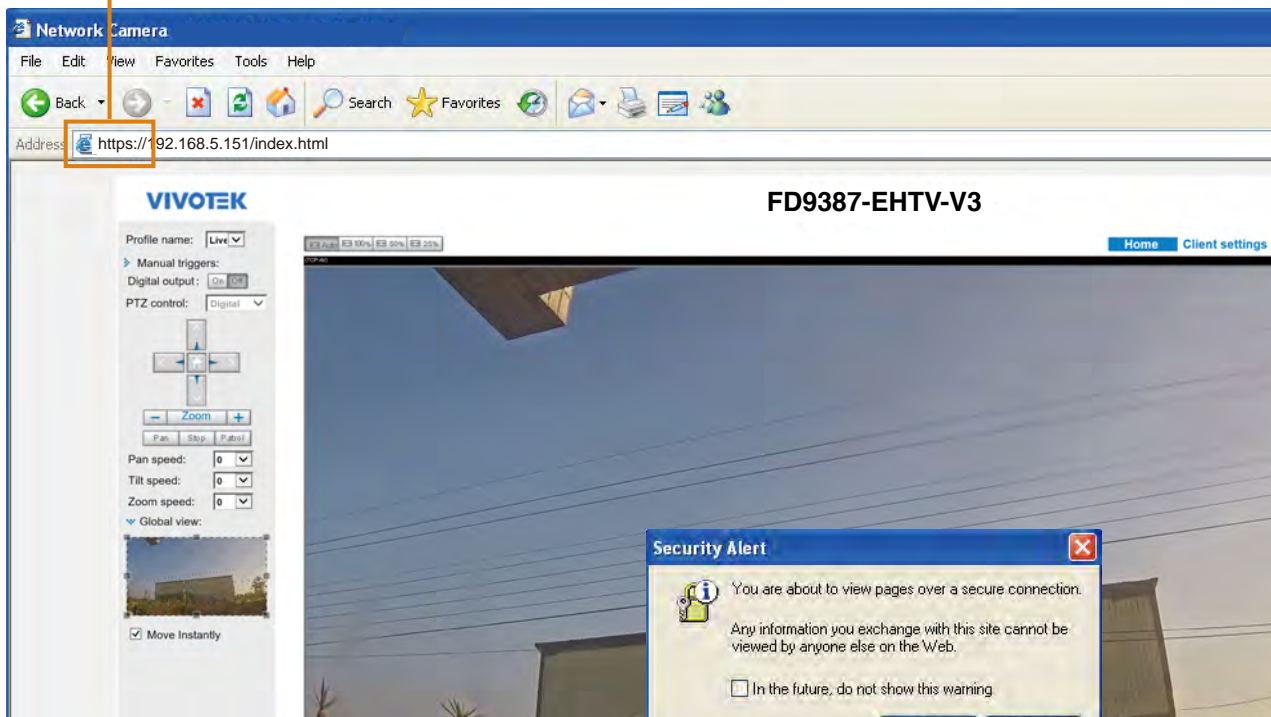 Network Camera
File Edit View Favorites Tools Help
Back Search Favorites
Address https://192.168.5.151/index.html
VIVOTEK
FD9387-EHTV-V3
Profile name: Live
Auto 100% 50% 25%
Home Client settings
Manual triggers:
Digital output: On Off
PTZ control: Digital
Zoom
Pan Stop Patrol
Pan speed: 0
Tilt speed: 0
Zoom speed: 0
Global view:
Move Instantly
Security Alert
You are about to view pages over a secure connection.
Any information you exchange with this site cannot be
viewed by anyone else on the Web.
In the future, do not show this warning